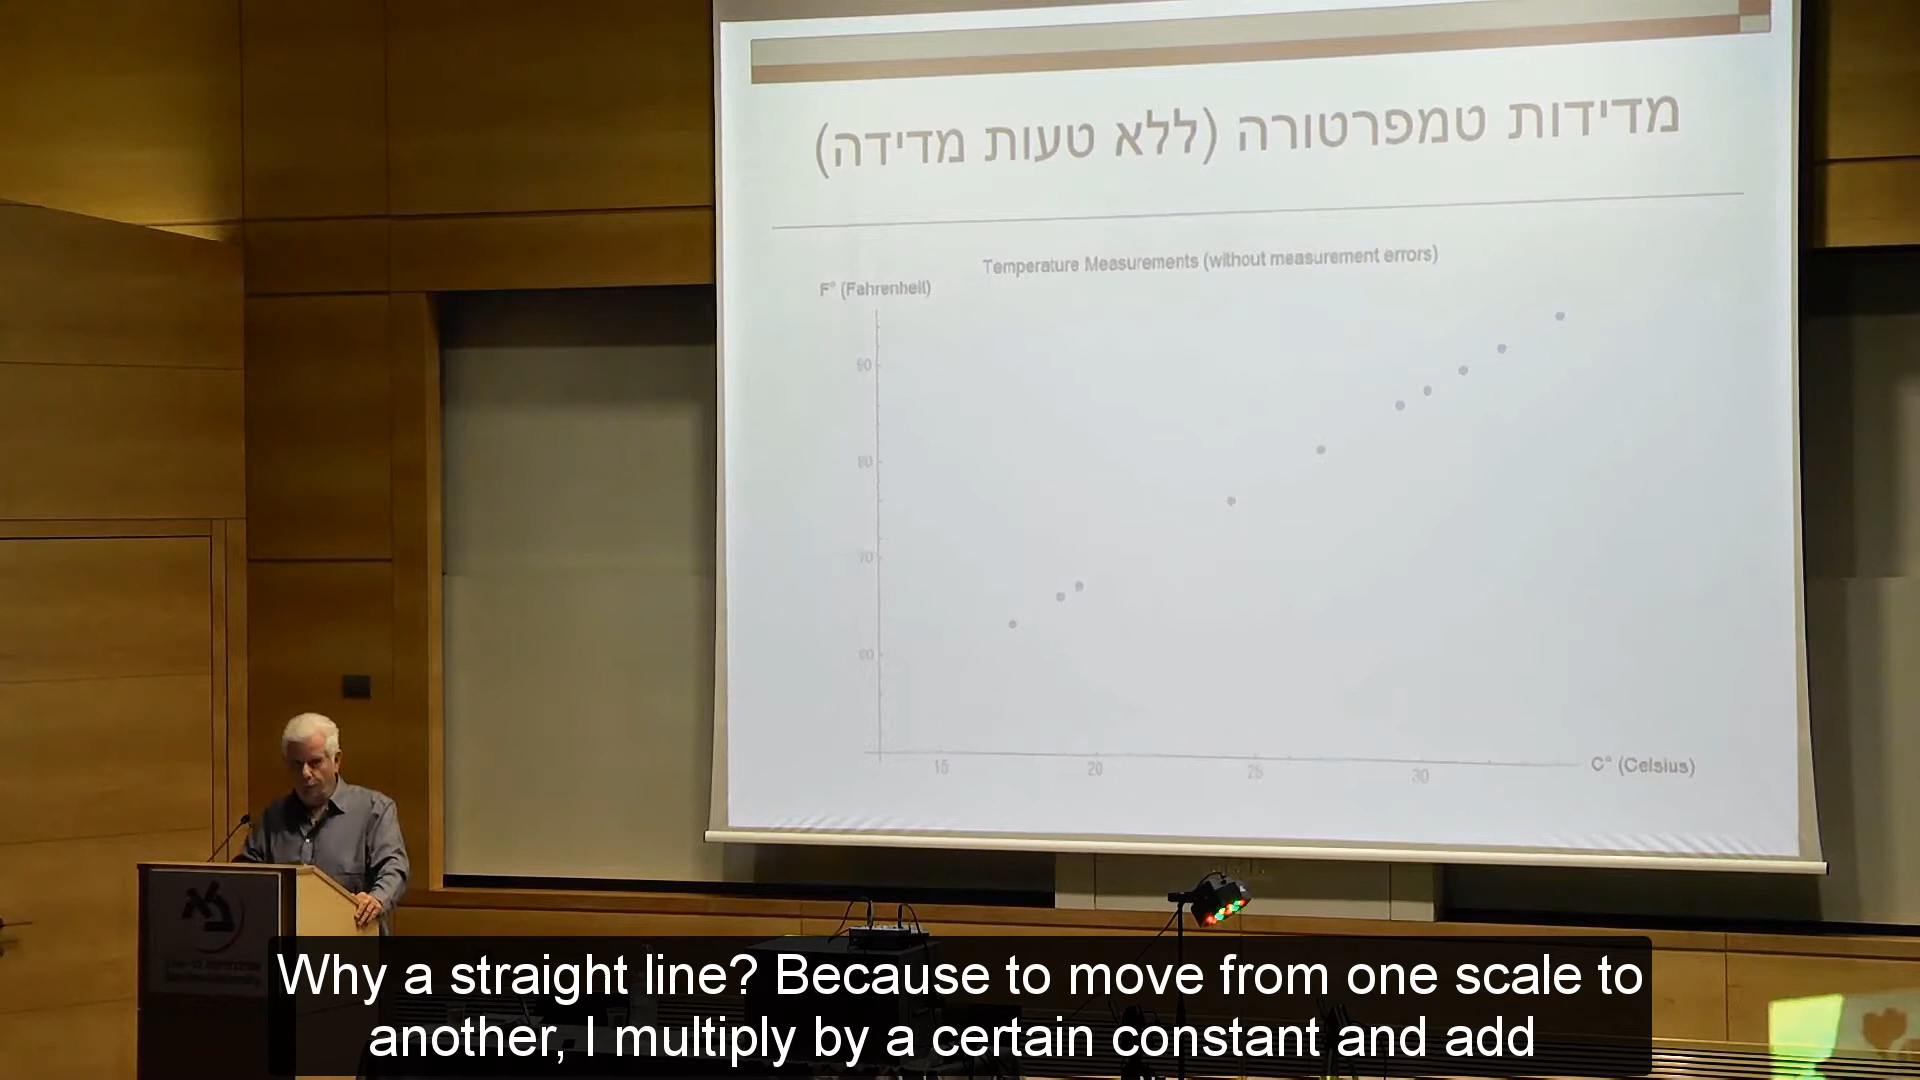 מדידות טמפרטורה (ללא טעות מדידה)
Temperature Measurements (without measurement errors)
F° (Fahrenheit)
90
80
70
60
15 20 25 30
C° (Celsius)
Why a straight line? Because to move from one scale to
another, I multiply by a certain constant and add